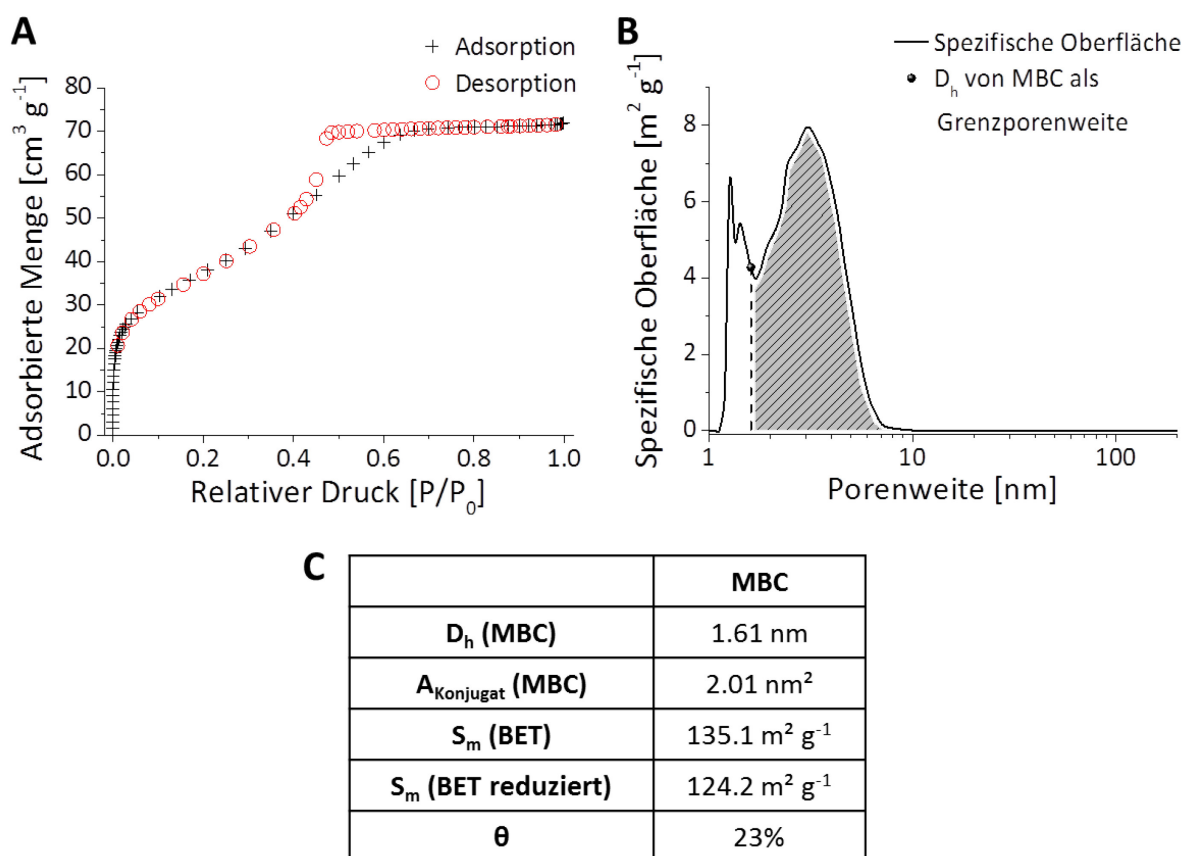 A
+ Adsorption
○ Desorption
Adsorbierte Menge [cm³ g⁻¹]
80
70
60
50
40
30
20
10
0
0.0 0.2 0.4 0.6 0.8 1.0
Relativer Druck [P/P₀]
B
Spezifische Oberfläche
Dₕ von MBC als
Grenzporenweite
Spezifische Oberfläche [m² g⁻¹]
8
6
4
2
0
1 10 100
Porenweite [nm]
C
MBC
Dₕ (MBC) 1.61 nm
A_Konjugat (MBC) 2.01 nm²
Sₘ (BET) 135.1 m² g⁻¹
Sₘ (BET reduziert) 124.2 m² g⁻¹
θ 23%